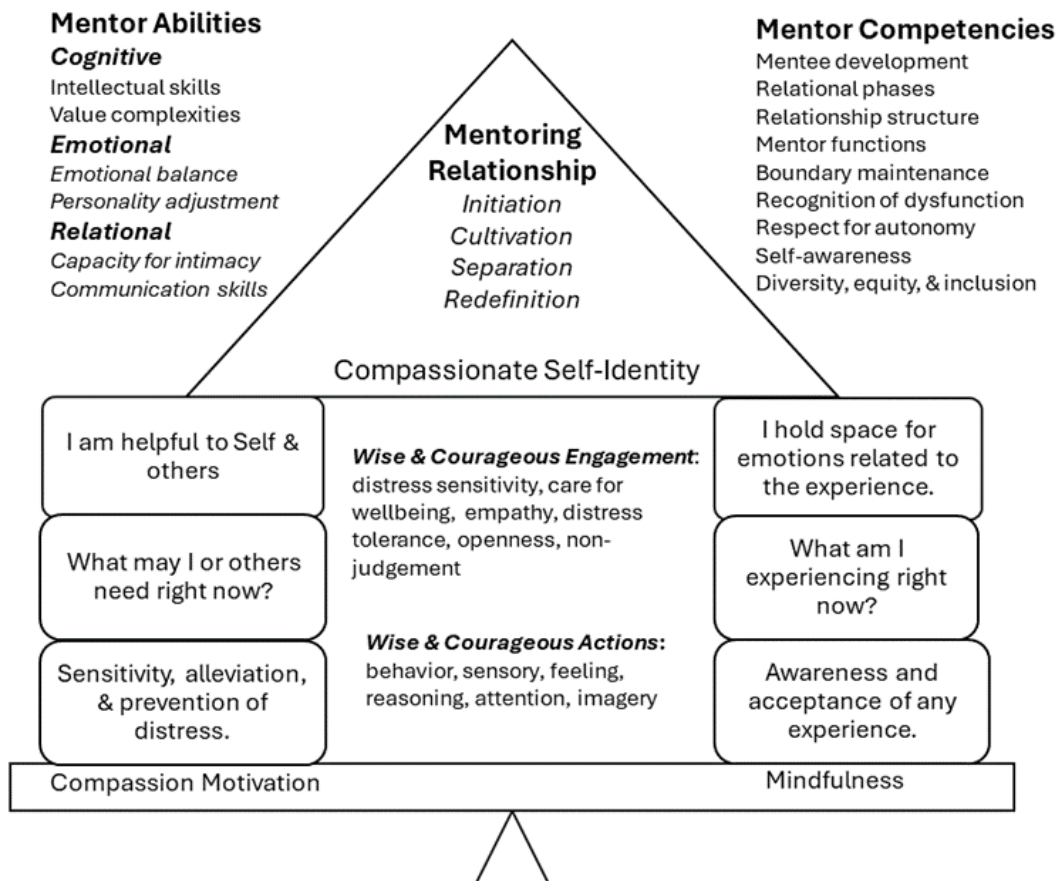 Mentor Abilities
Cognitive
Intellectual skills
Value complexities
Emotional
Emotional balance
Personality adjustment
Relational
Capacity for intimacy
Communication skills
Mentoring
Relationship
Initiation
Cultivation
Separation
Redefinition
Mentor Competencies
Mentee development
Relational phases
Relationship structure
Mentor functions
Boundary maintenance
Recognition of dysfunction
Respect for autonomy
Self-awareness
Diversity, equity, & inclusion
Compassionate Self-Identity
I am helpful to Self &
others
What may I or others
need right now?
Sensitivity, alleviation,
& prevention of
distress.
Wise & Courageous Engagement:
distress sensitivity, care for
wellbeing, empathy, distress
tolerance, openness, non-
judgement
Wise & Courageous Actions:
behavior, sensory, feeling,
reasoning, attention, imagery
I hold space for
emotions related to
the experience.
What am I
experiencing right
now?
Awareness and
acceptance of any
experience.
Compassion Motivation
Mindfulness